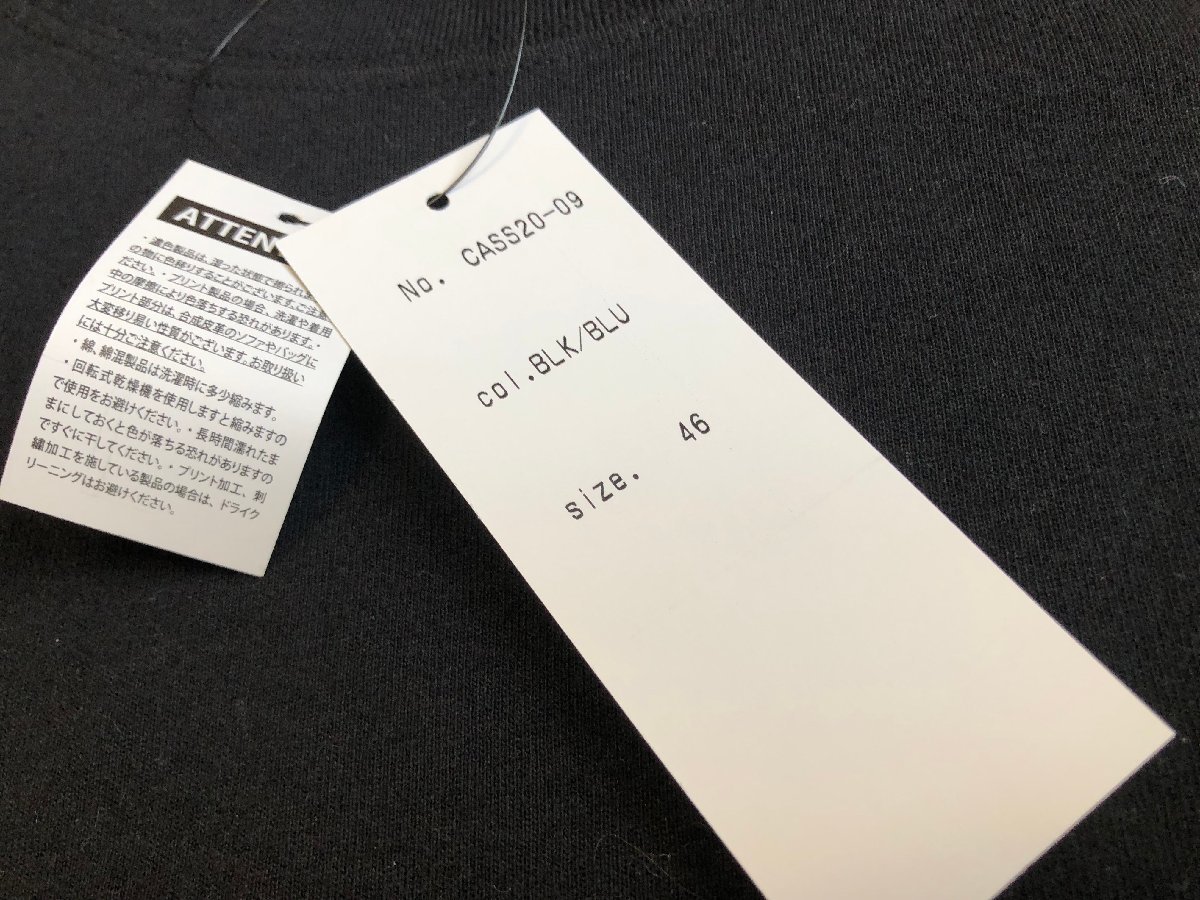 ATTEN
・濃色製品は、湿った状態で擦られ
の物に色移りすることがございます。ご注意
ださい。・プリント製品の場合、洗濯や着用
中の摩擦により色落ちする恐れがあります。・
プリント部分は、合成皮革のソファやバッグに
大変移り易い性質がございます。お取り扱い
には十分ご注意ください。
・綿、綿混製品は洗濯時に多少縮みます。
・回転式乾燥機を使用しますと縮みますの
で使用をお避けください。・長時間濡れたま
まにしておくと色が落ちる恐れがありますの
ですぐに干してください。・プリント加工、刺
繍加工を施している製品の場合は、ドライク
リーニングはお避けください。
No. CASS20-09
col.BLK/BLU
size. 46